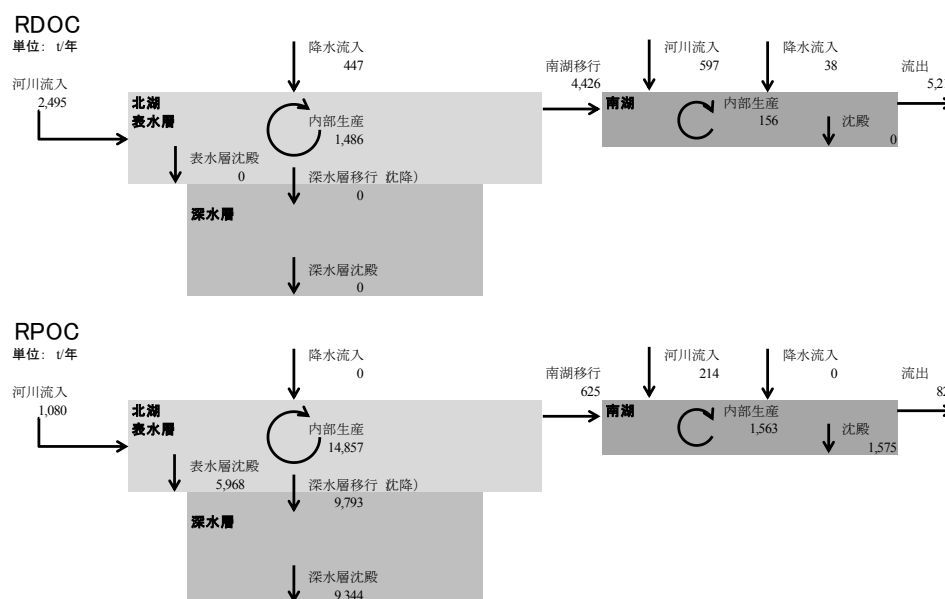 RDOC
単位: t/年
降水流入
447
河川流入
2,495
北湖
表水層
内部生産
1,486
表水層沈殿
0
深水層移行(沈降)
0
深水層
深水層沈殿
0
南湖移行
4,426
河川流入
597
降水流入
38
流出
南湖
内部生産
156
沈殿
0
RPOC
単位: t/年
降水流入
0
河川流入
1,080
北湖
表水層
内部生産
14,857
表水層沈殿
5,968
深水層移行(沈降)
9,793
深水層
深水層沈殿
9,344
南湖移行
625
河川流入
214
降水流入
0
流出
南湖
内部生産
1,563
沈殿
1,575